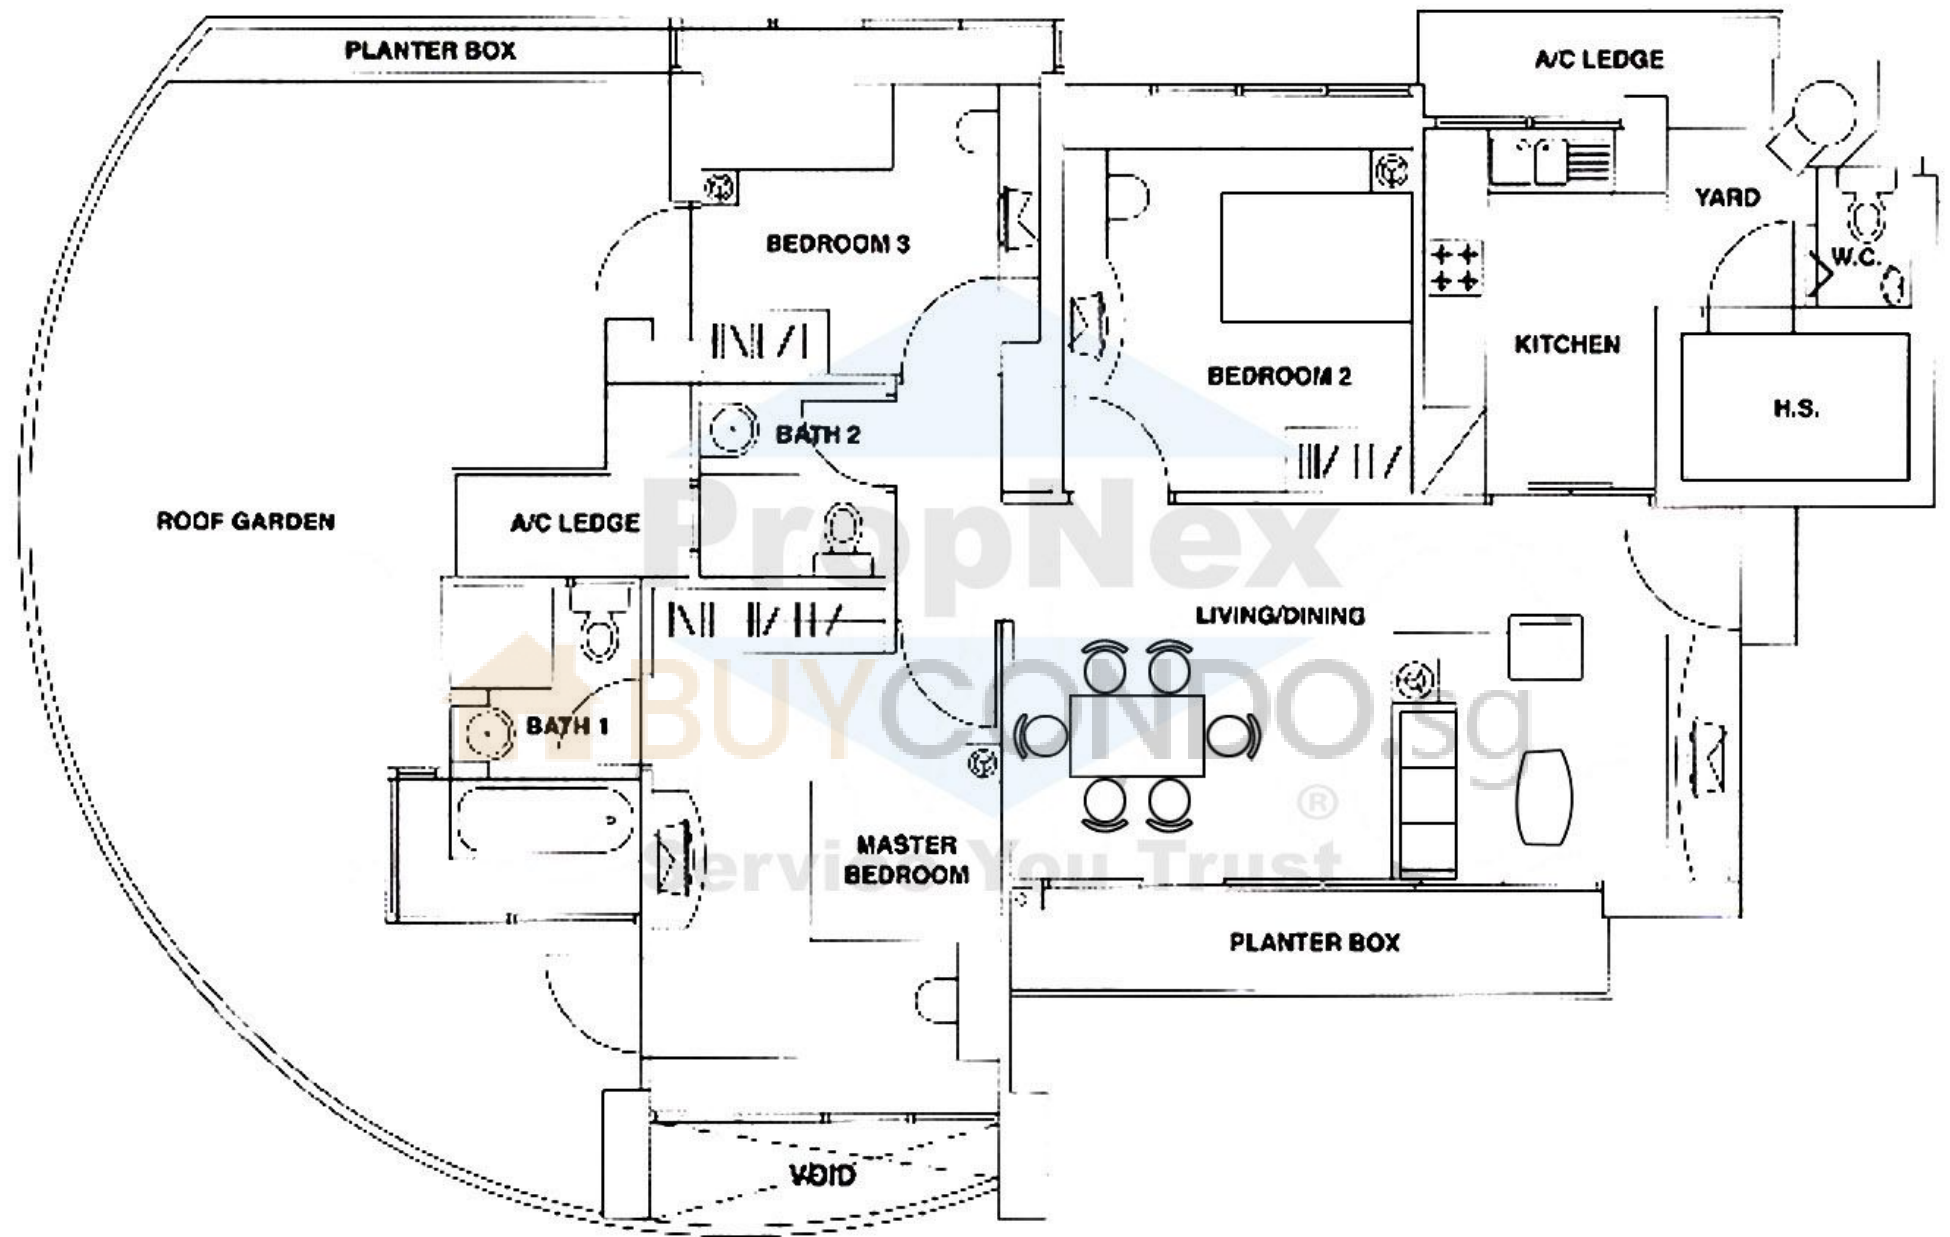 PLANTER BOX
A/C LEDGE
YARD
BEDROOM 3
W.C.
KITCHEN
BEDROOM 2
H.S.
BATH 2
ROOF GARDEN
A/C LEDGE
PropNex
LIVING/DINING
BUYCONDO.sg
BATH 1
®
MASTER
BEDROOM
Service You Trust
PLANTER BOX
VOID